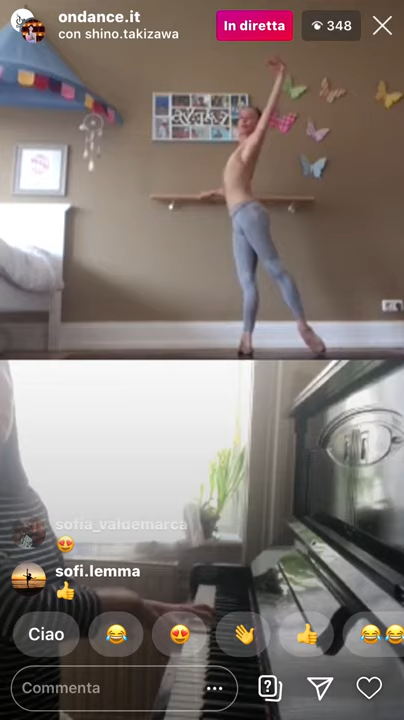 ondance.it
con shino.takizawa
In diretta
348
sofia_valdemarca
😍
sofi.lemma
👍
Ciao
😂
😍
👋
👍
😂😂
Commenta